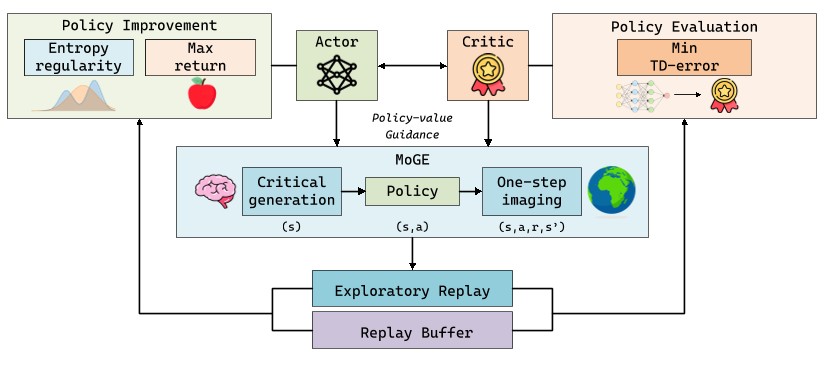 Policy Improvement
Entropy
regularity
Max
return
Actor
Critic
Policy Evaluation
Min
TD-error
Policy-value
Guidance
MoGE
Critical
generation
Policy
One-step
imaging
(s)
(s,a)
(s,a,r,s’)
Exploratory Replay
Replay Buffer